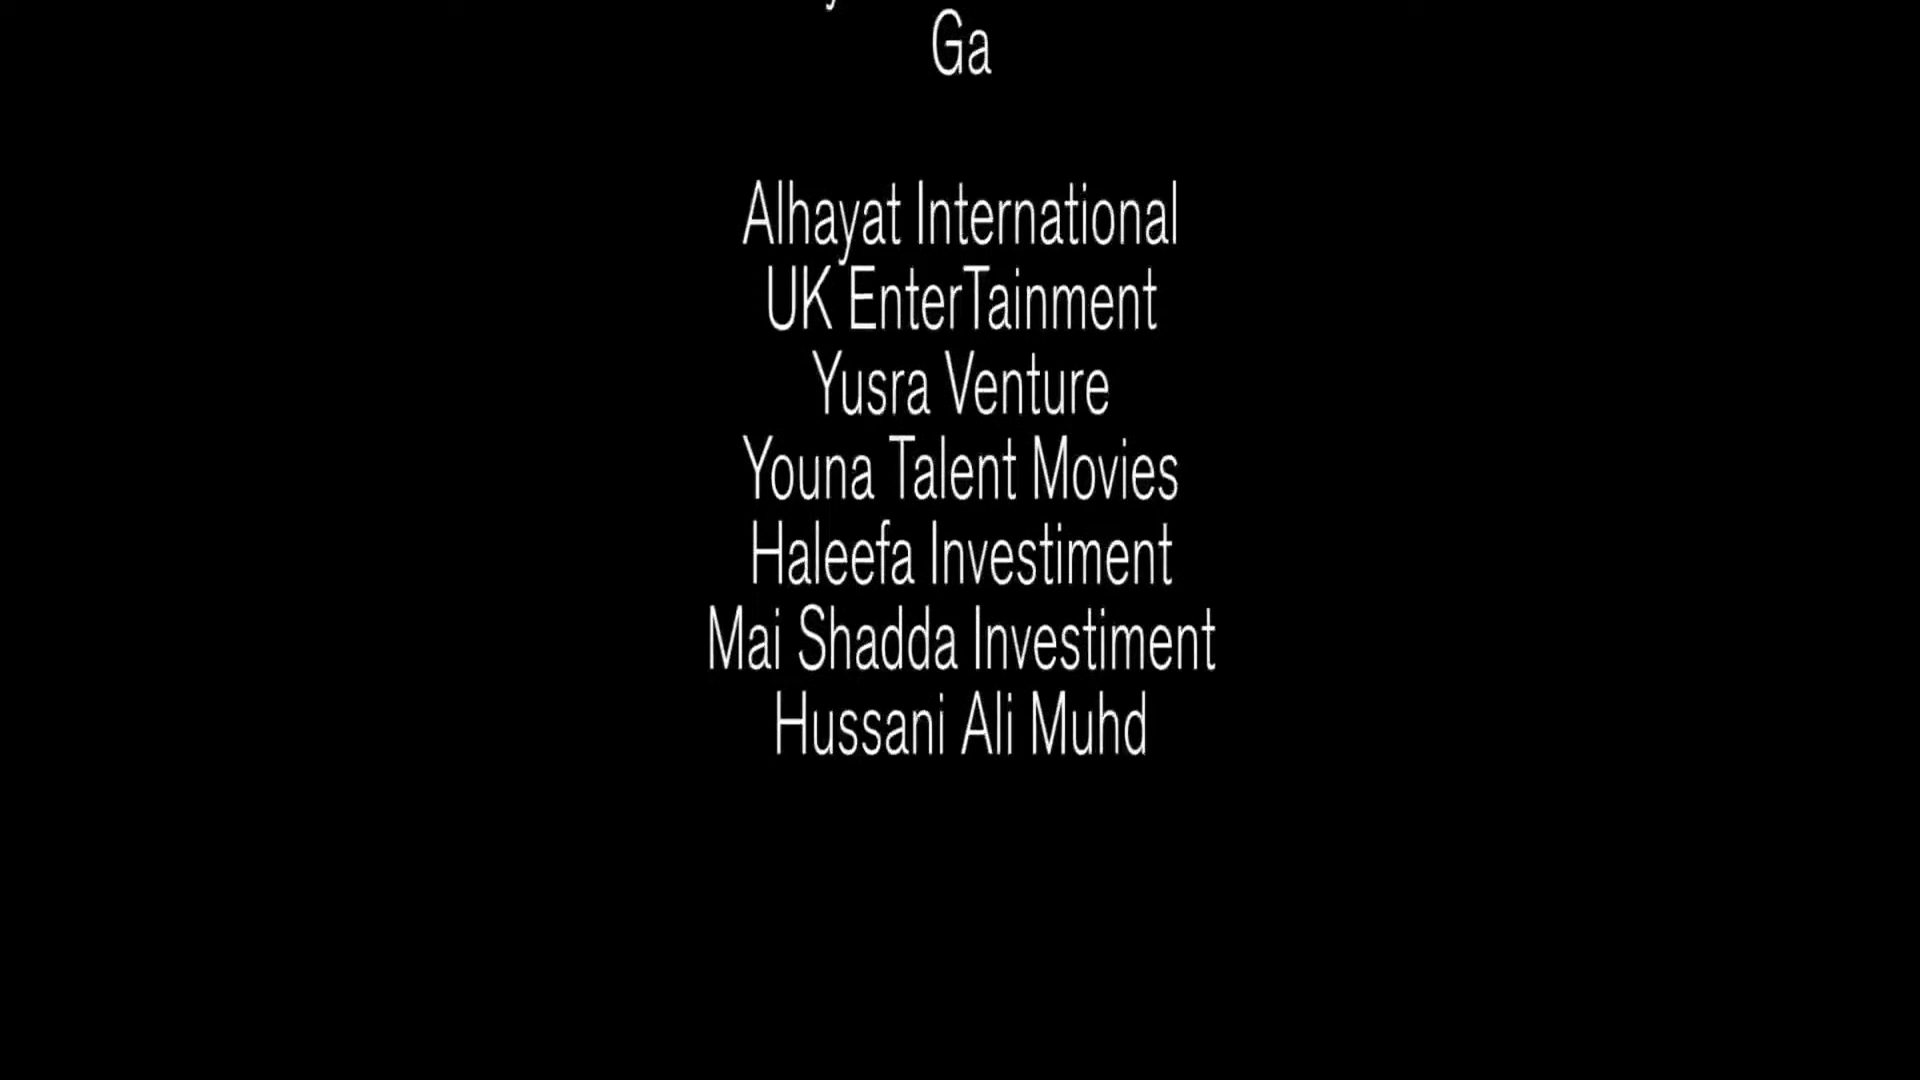 Ga
Alhayat International
UK EnterTainment
Yusra Venture
Youna Talent Movies
Haleefa Investiment
Mai Shadda Investiment
Hussani Ali Muhd